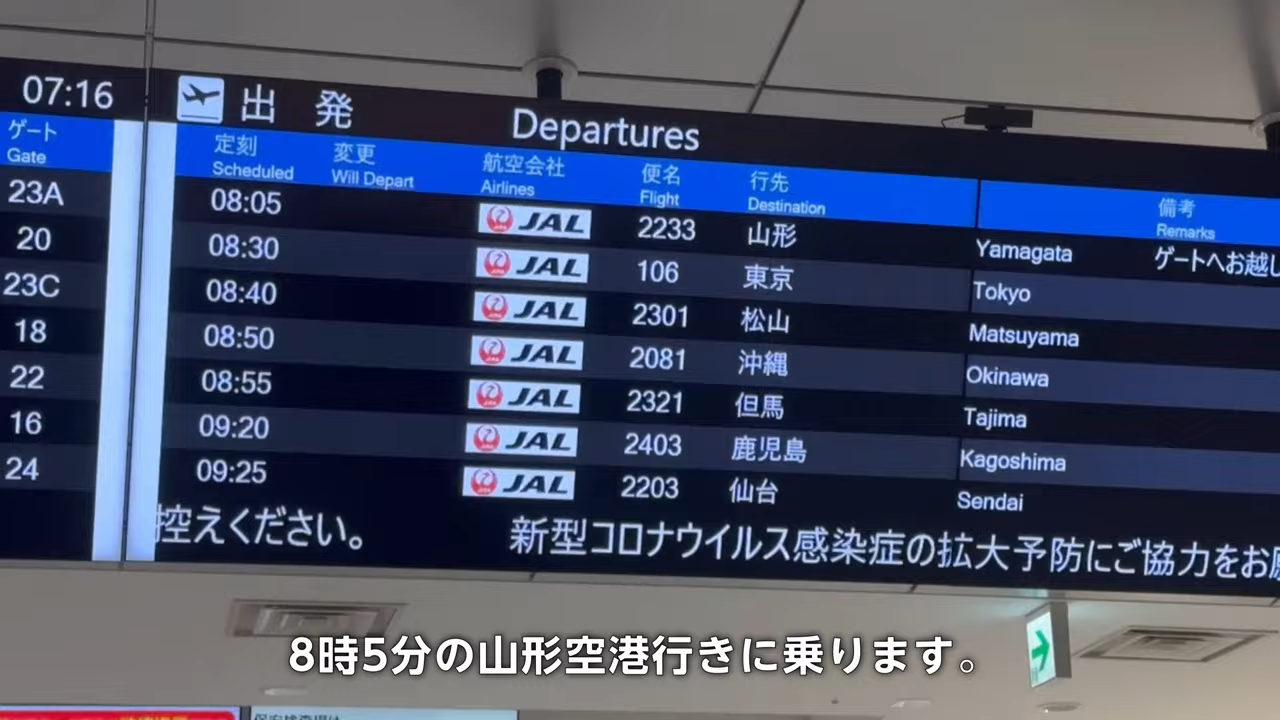 07:16
ゲート
Gate
23A
20
23C
18
22
16
24
出発 Departures
定刻 変更 航空会社 便名 行先 備考
Scheduled Will Depart Airlines Flight Destination Remarks
08:05 JAL 2233 山形 Yamagata ゲートへお越し
08:30 JAL 106 東京 Tokyo
08:40 JAL 2301 松山 Matsuyama
08:50 JAL 2081 沖縄 Okinawa
08:55 JAL 2321 但馬 Tajima
09:20 JAL 2403 鹿児島 Kagoshima
09:25 JAL 2203 仙台 Sendai
控えください。 新型コロナウイルス感染症の拡大予防にご協力をお願
8時5分の山形空港行きに乗ります。